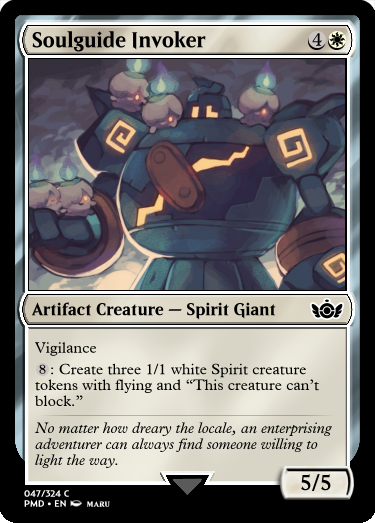 Soulguide Invoker 4
Artifact Creature — Spirit Giant
Vigilance
8: Create three 1/1 white Spirit creature
tokens with flying and “This creature can’t
block.”
No matter how dreary the locale, an enterprising
adventurer can always find someone willing to
light the way.
5/5
047/324 C
PMD • EN MARU